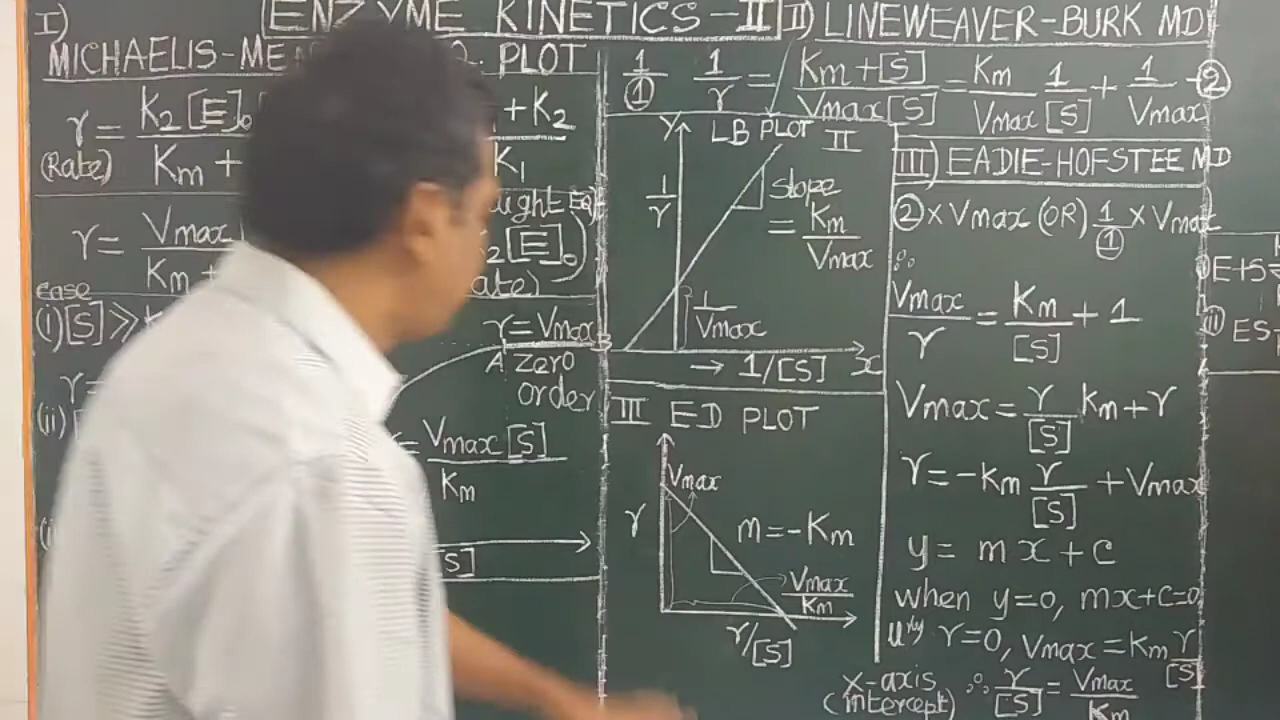 ENZYME KINETICS-II
I)
MICHAELIS-ME PLOT
r = K2[E]0 + K2
(Rate) Km + K1
r = Vmax
Km +
aight Eq)
2[E]0
ate)
case
(i) [S] ≫ K
r = Vmax
A zero
order
r =
(ii)
= Vmax[S]
Km
[S]
II) LINEWEAVER-BURK MD
1/① 1/r = Km+[S]/Vmax[S] = Km/Vmax 1/[S] + 1/Vmax -②
Y LB PLOT II
1/r
slope
= Km/Vmax
1/Vmax
→ 1/[S] x
III ED PLOT
Vmax
r
m = -Km
Vmax/Km
r/[S]
III) EADIE-HOFSTEE MD
② × Vmax (OR) 1/① × Vmax
∴
Vmax/r = Km/[S] + 1
Vmax = r/[S] Km + r
r = -Km r/[S] + Vmax
y = mx + c
when y=0, mx+c=0
lly r=0, Vmax = Km r/[S]
x-axis
(intercept) ∴ r/[S] = Vmax/Km
E+S
ES